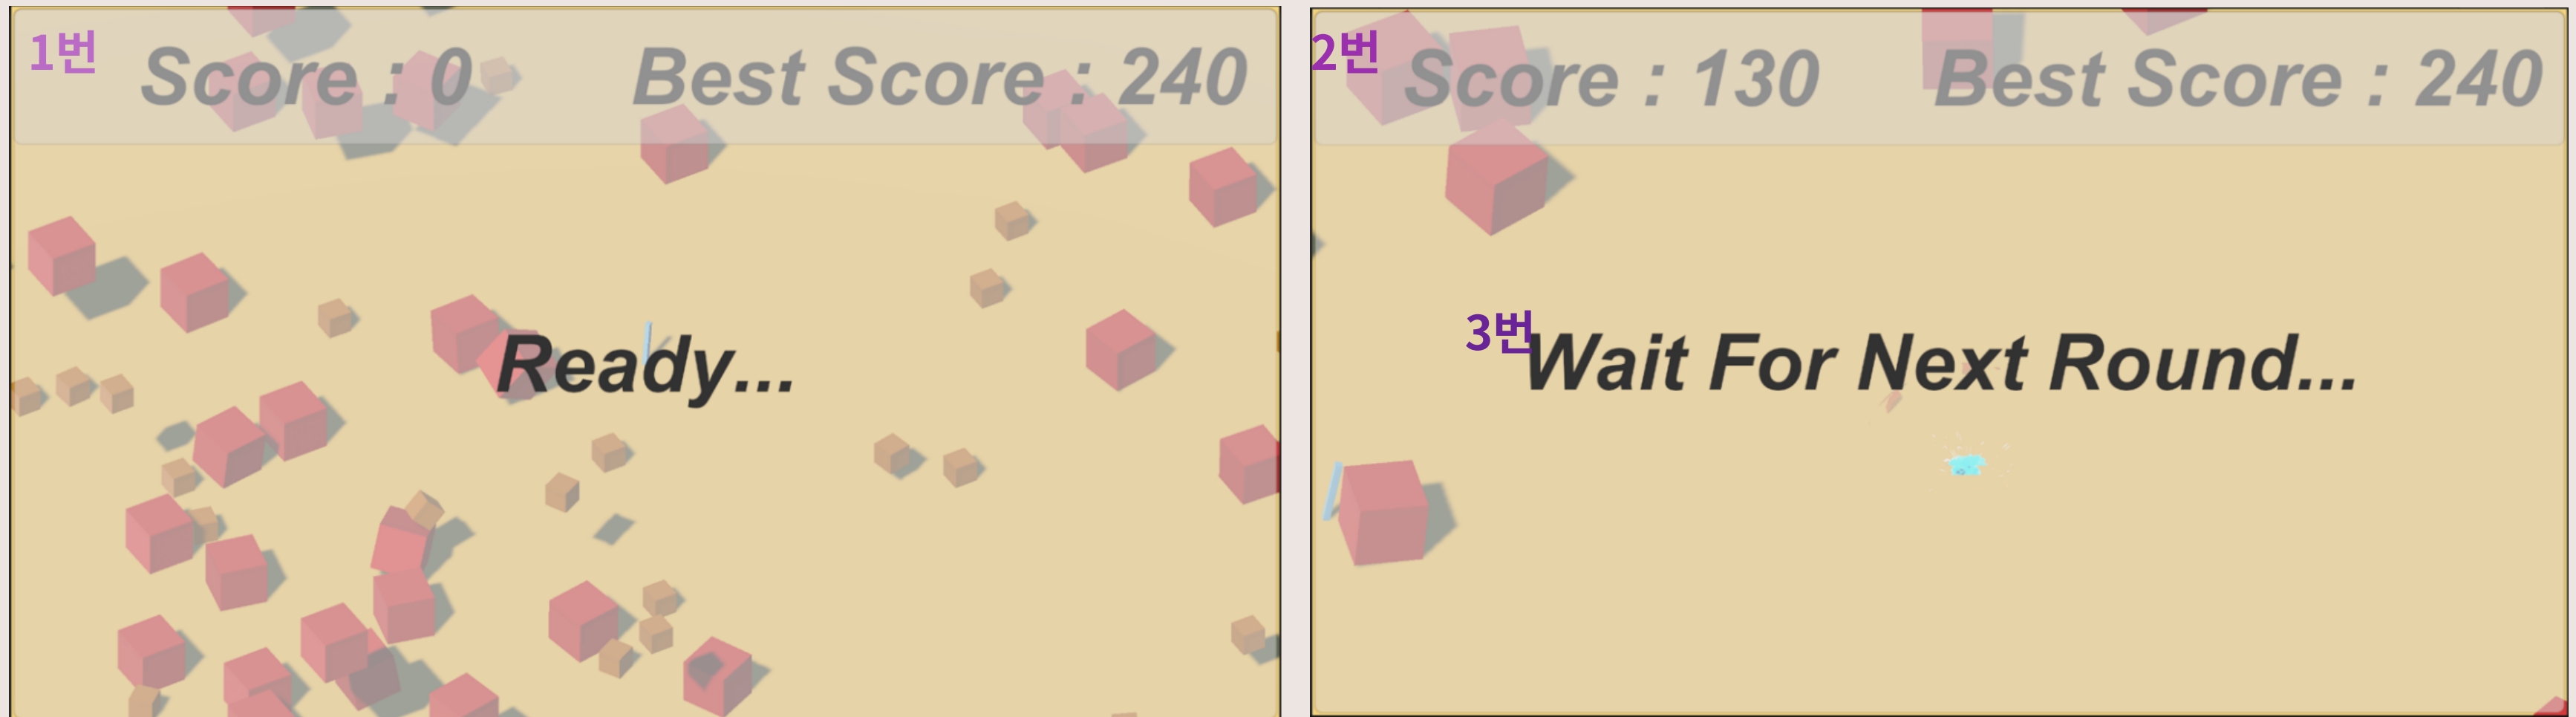 1번
Score : 0 Best Score : 240
Ready...
2번
Score : 130 Best Score : 240
3번
Wait For Next Round...